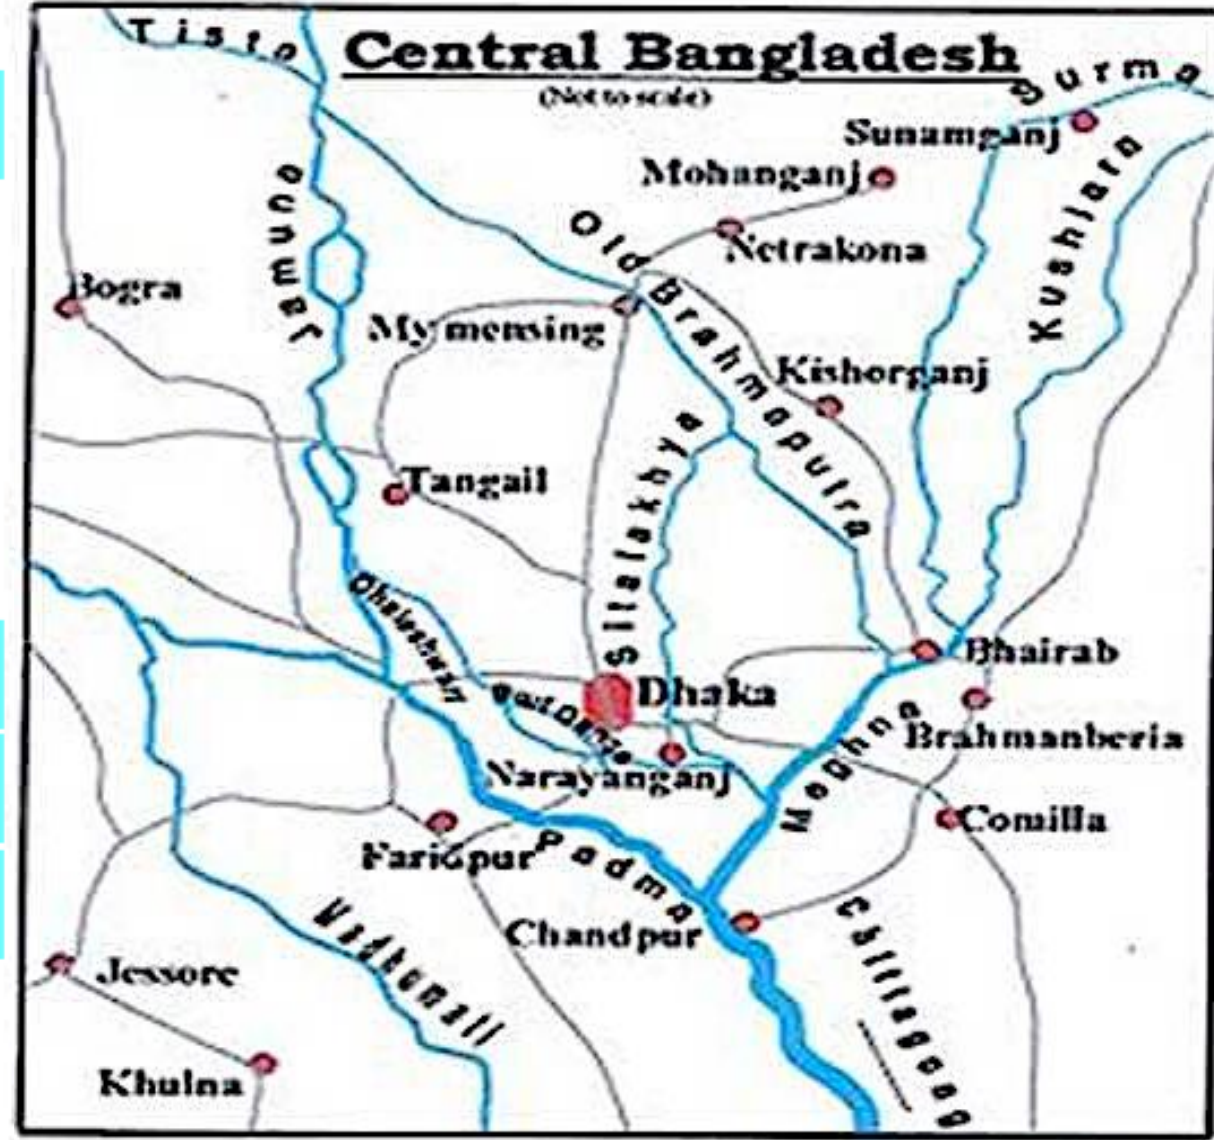 Central Bangladesh
(Not to scale)
Tista
Surma
Sunamganj
Mohanganj
Kushiara
Netrakona
Old Brahmaputra
Jamuna
Bogra
Mymensing
Kishorganj
Sitalakhya
Tangail
Dhaleshwari
Bhairab
Dhaka
Meghna
Brahmanberia
Narayanganj
Comilla
Faridpur
Padma
Chandpur
Chittagong
Madhumati
Jessore
Khulna